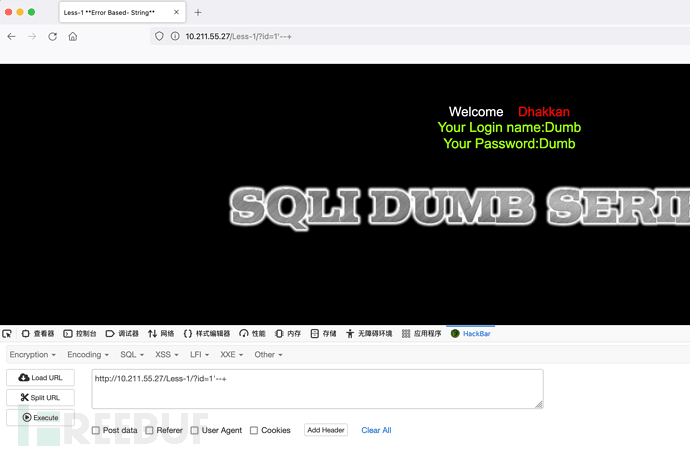 Less-1 **Error Based- String**
10.211.55.27/Less-1/?id=1'--+
Welcome Dhakkan
Your Login name:Dumb
Your Password:Dumb
SQLI DUMB SERI
查看器 控制台 调试器 网络 样式编辑器 性能 内存 存储 无障碍环境 应用程序 HackBar
Encryption Encoding SQL XSS LFI XXE Other
Load URL
http://10.211.55.27/Less-1/?id=1'--+
Split URL
Execute
Post data Referer User Agent Cookies Add Header Clear All
REEBUF